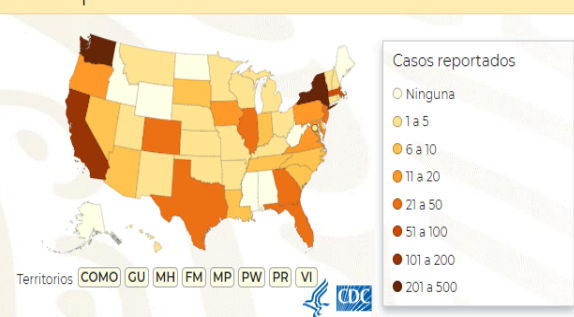 Casos reportados
Ninguna
1 a 5
6 a 10
11 a 20
21 a 50
51 a 100
101 a 200
201 a 500
Territorios COMO GU MH FM MP PW PR VI
CDC